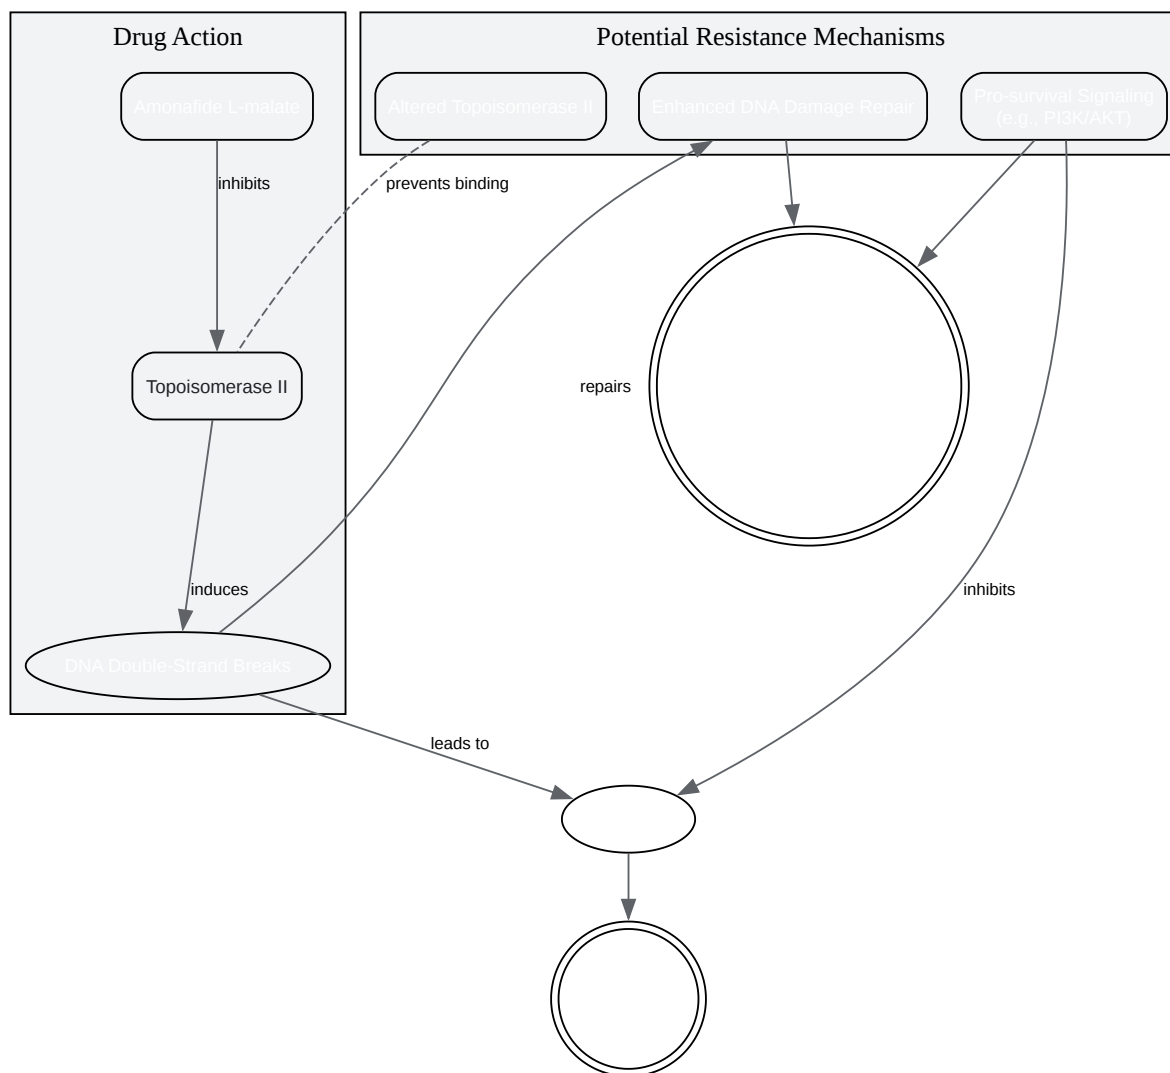 Drug Action
Potential Resistance Mechanisms
Amonafide L-malate
Altered Topoisomerase II
Enhanced DNA Damage Repair
Pro-survival Signaling
(e.g., PI3K/AKT)
inhibits
prevents binding
Topoisomerase II
repairs
induces
inhibits
DNA Double-Strand Breaks
leads to